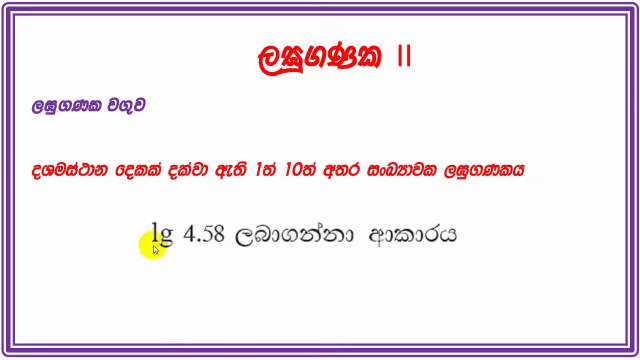 ලඝුගණක II
ලඝුගණක වගුව
දශමස්ථාන දෙකක් දක්වා ඇති 1ත් 10ත් අතර සංඛ්‍යාවක ලඝුගණකය
lg 4.58 ලබාගන්නා ආකාරය